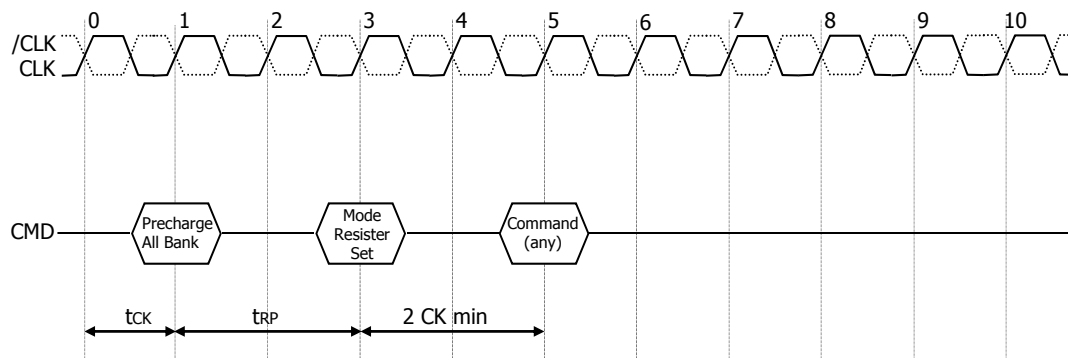 0 1 2 3 4 5 6 7 8 9 10
/CLK
CLK
CMD
Precharge
All Bank
Mode
Resister
Set
Command
(any)
tCK tRP 2 CK min